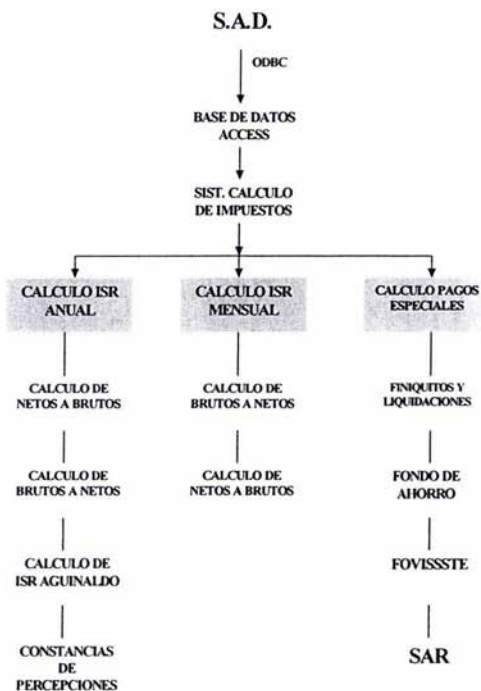 S.A.D.
ODBC
BASE DE DATOS
ACCESS
SIST. CALCULO
DE IMPUESTOS
CALCULO ISR
ANUAL
CALCULO ISR
MENSUAL
CALCULO PAGOS
ESPECIALES
CALCULO DE
NETOS A BRUTOS
CALCULO DE
BRUTOS A NETOS
FINIQUITOS Y
LIQUIDACIONES
CALCULO DE
BRUTOS A NETOS
CALCULO DE
NETOS A BRUTOS
FONDO DE
AHORRO
CALCULO DE
ISR AGUINALDO
FOVISSSTE
CONSTANCIAS
DE
PERCEPCIONES
SAR